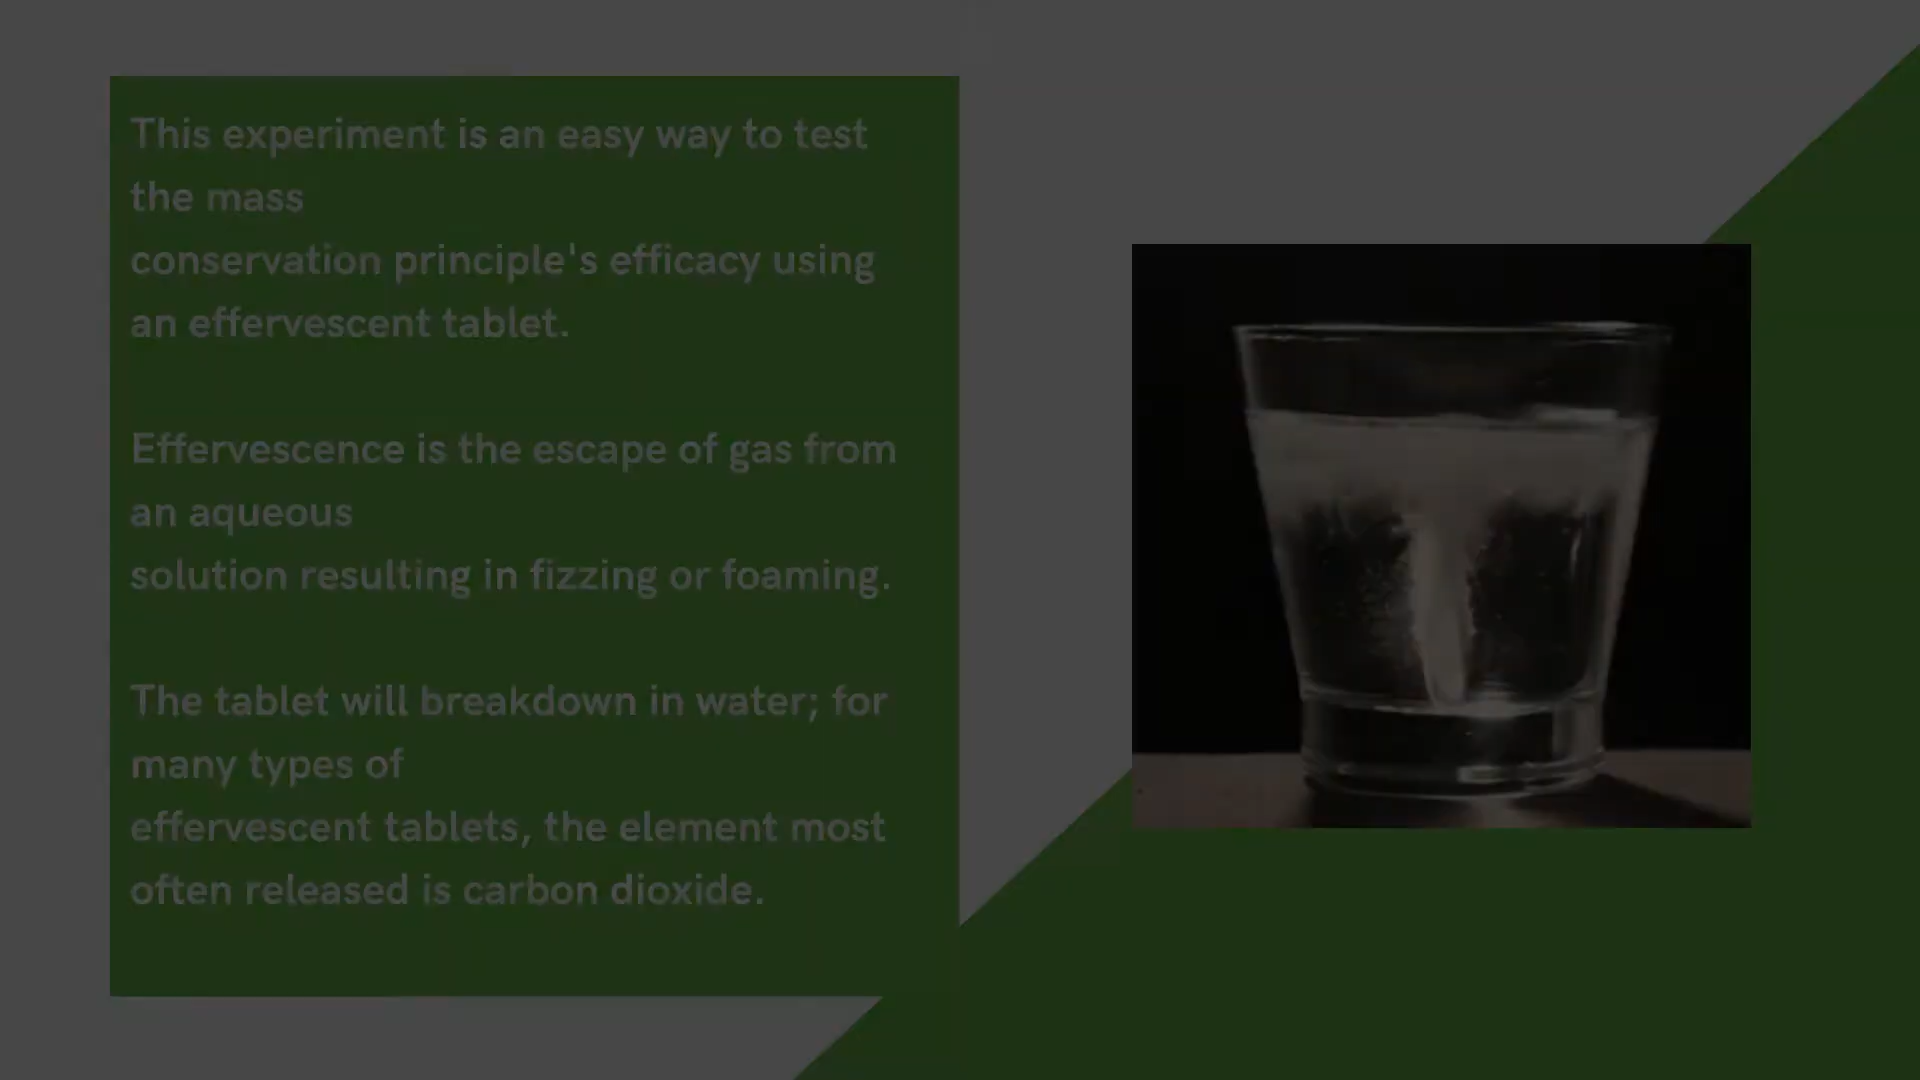 This experiment is an easy way to test
the mass
conservation principle's efficacy using
an effervescent tablet.
Effervescence is the escape of gas from
an aqueous
solution resulting in fizzing or foaming.
The tablet will breakdown in water; for
many types of
effervescent tablets, the element most
often released is carbon dioxide.